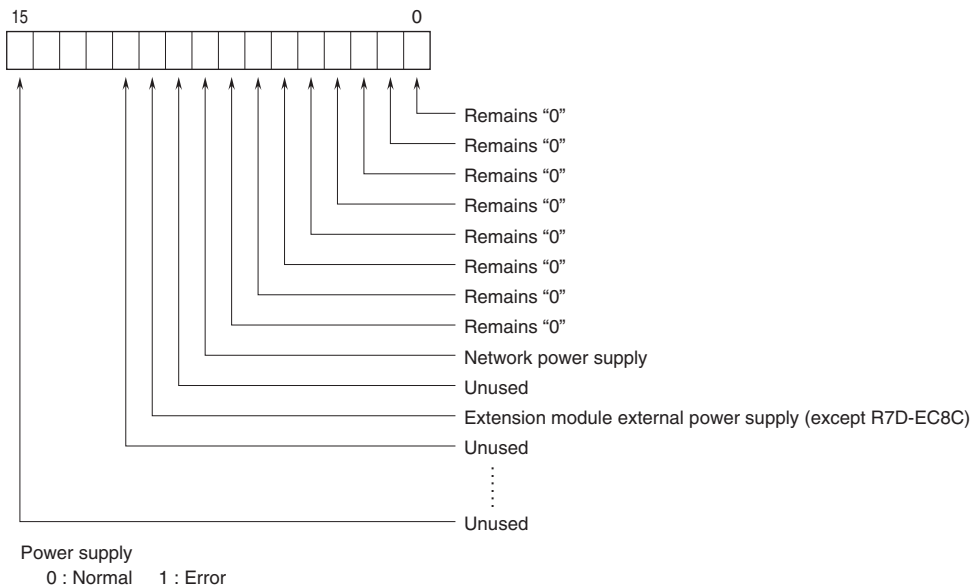 15 0
Remains “0”
Remains “0”
Remains “0”
Remains “0”
Remains “0”
Remains “0”
Remains “0”
Remains “0”
Network power supply
Unused
Extension module external power supply (except R7D-EC8C)
Unused
Unused
Power supply
0 : Normal 1 : Error